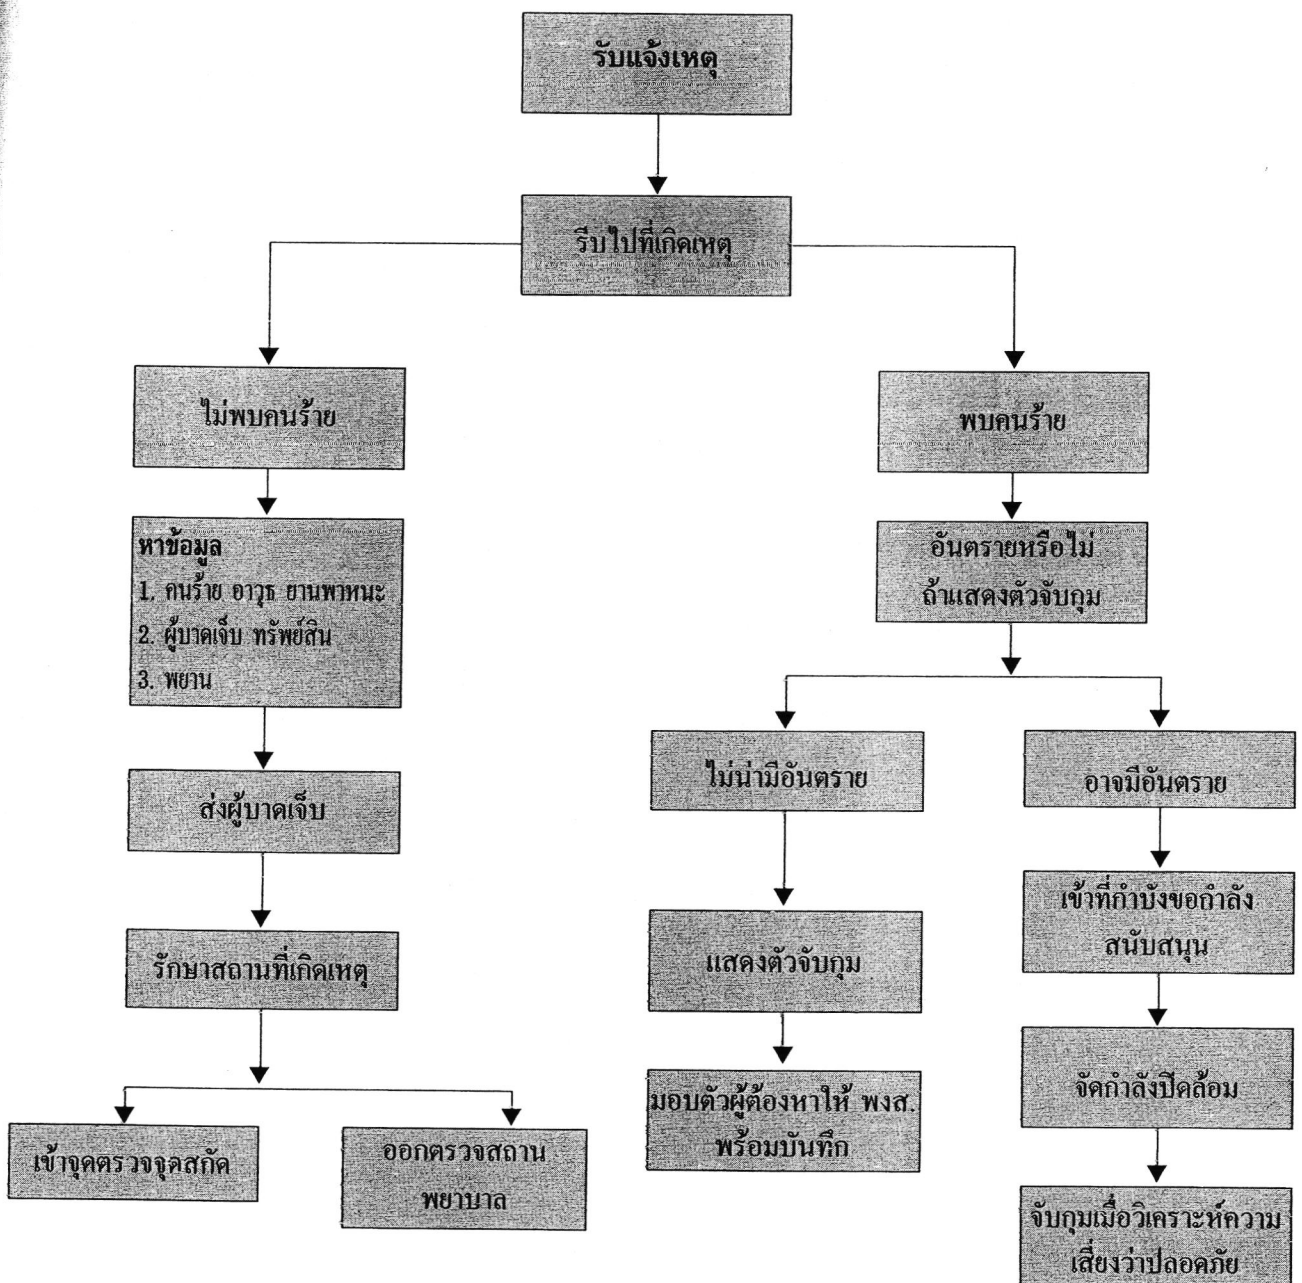 รับแจ้งเหตุ
รีบไปที่เกิดเหตุ
ไม่พบคนร้าย
หาข้อมูล
1. คนร้าย อาวุธ ยานพาหนะ
2. ผู้บาดเจ็บ ทรัพย์สิน
3. พยาน
ส่งผู้บาดเจ็บ
รักษาสถานที่เกิดเหตุ
เข้าจุดตรวจจุดสกัด
ออกตรวจสถาน
พยาบาล
พบคนร้าย
อันตรายหรือไม่
ถ้าแสดงตัวจับกุม
ไม่น่ามีอันตราย
แสดงตัวจับกุม
มอบตัวผู้ต้องหาให้ พงส.
พร้อมบันทึก
อาจมีอันตราย
เข้าที่กำบังขอกำลัง
สนับสนุน
จัดกำลังปิดล้อม
จับกุมเมื่อวิเคราะห์ความ
เสี่ยงว่าปลอดภัย